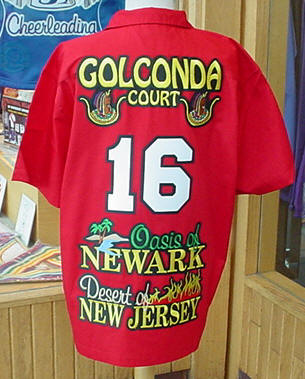 Cheerleading
GOLCONDA
COURT
16
Oasis of
NEWARK
Desert of
NEW JERSEY